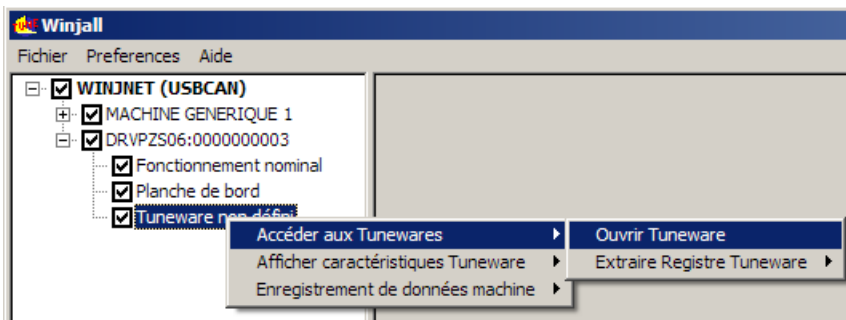 Winjall
Fichier Preferences Aide
WINJNET (USBCAN)
MACHINE GENERIQUE 1
DRVPZS06:0000000003
Fonctionnement nominal
Planche de bord
Tuneware non défini
Accéder aux Tunewares
Ouvrir Tuneware
Afficher caractéristiques Tuneware
Extraire Registre Tuneware
Enregistrement de données machine